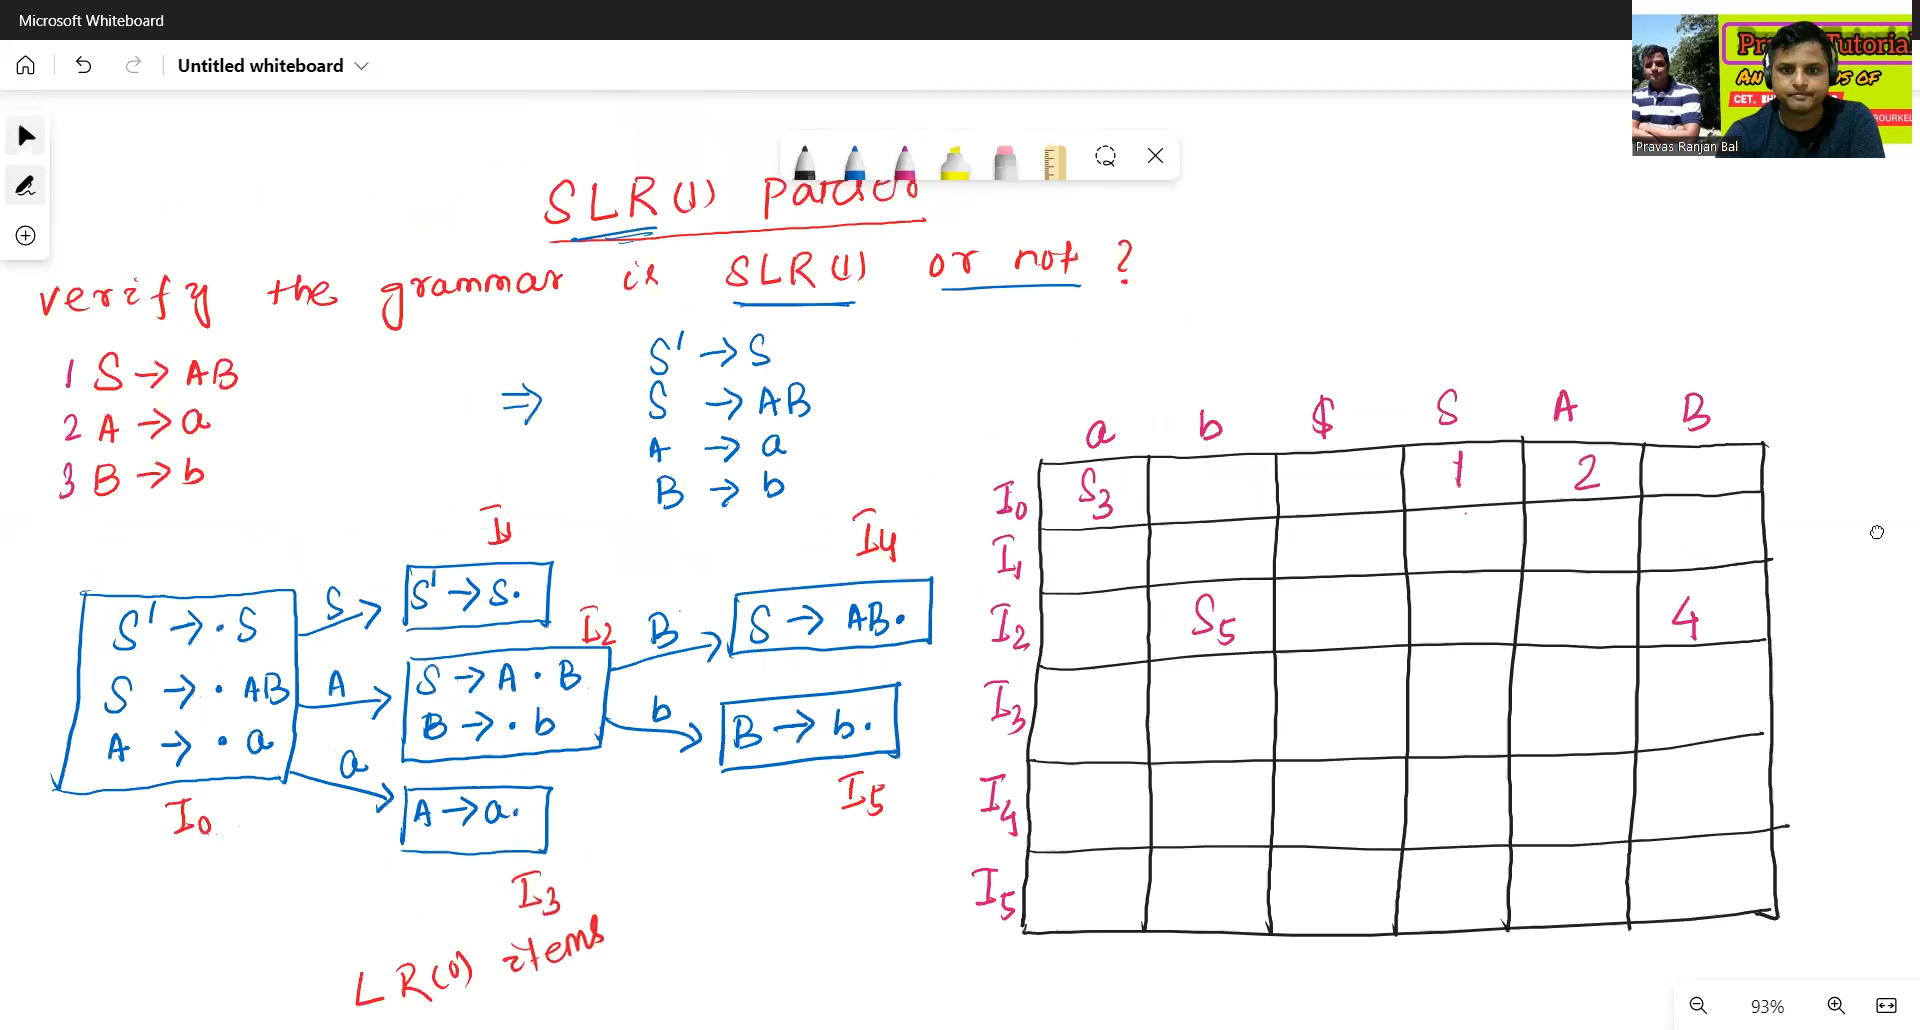 Microsoft Whiteboard
Untitled whiteboard
Pravas Ranjan Bal
SLR(1) Parser
verify the grammar is SLR(1) or not ?
1 S → AB
2 A → a
3 B → b
⇒
S' → S
S → AB
A → a
B → b
S' → · S
S → · AB
A → · a
I0
S
A
a
I1
S' → S.
I2
S → A · B
B → · b
A → a.
I3
B
b
I4
S → AB.
B → b.
I5
LR(0) items
a b $ S A B
I0 S3 1 2
I1
I2 S5 4
I3
I4
I5
93%